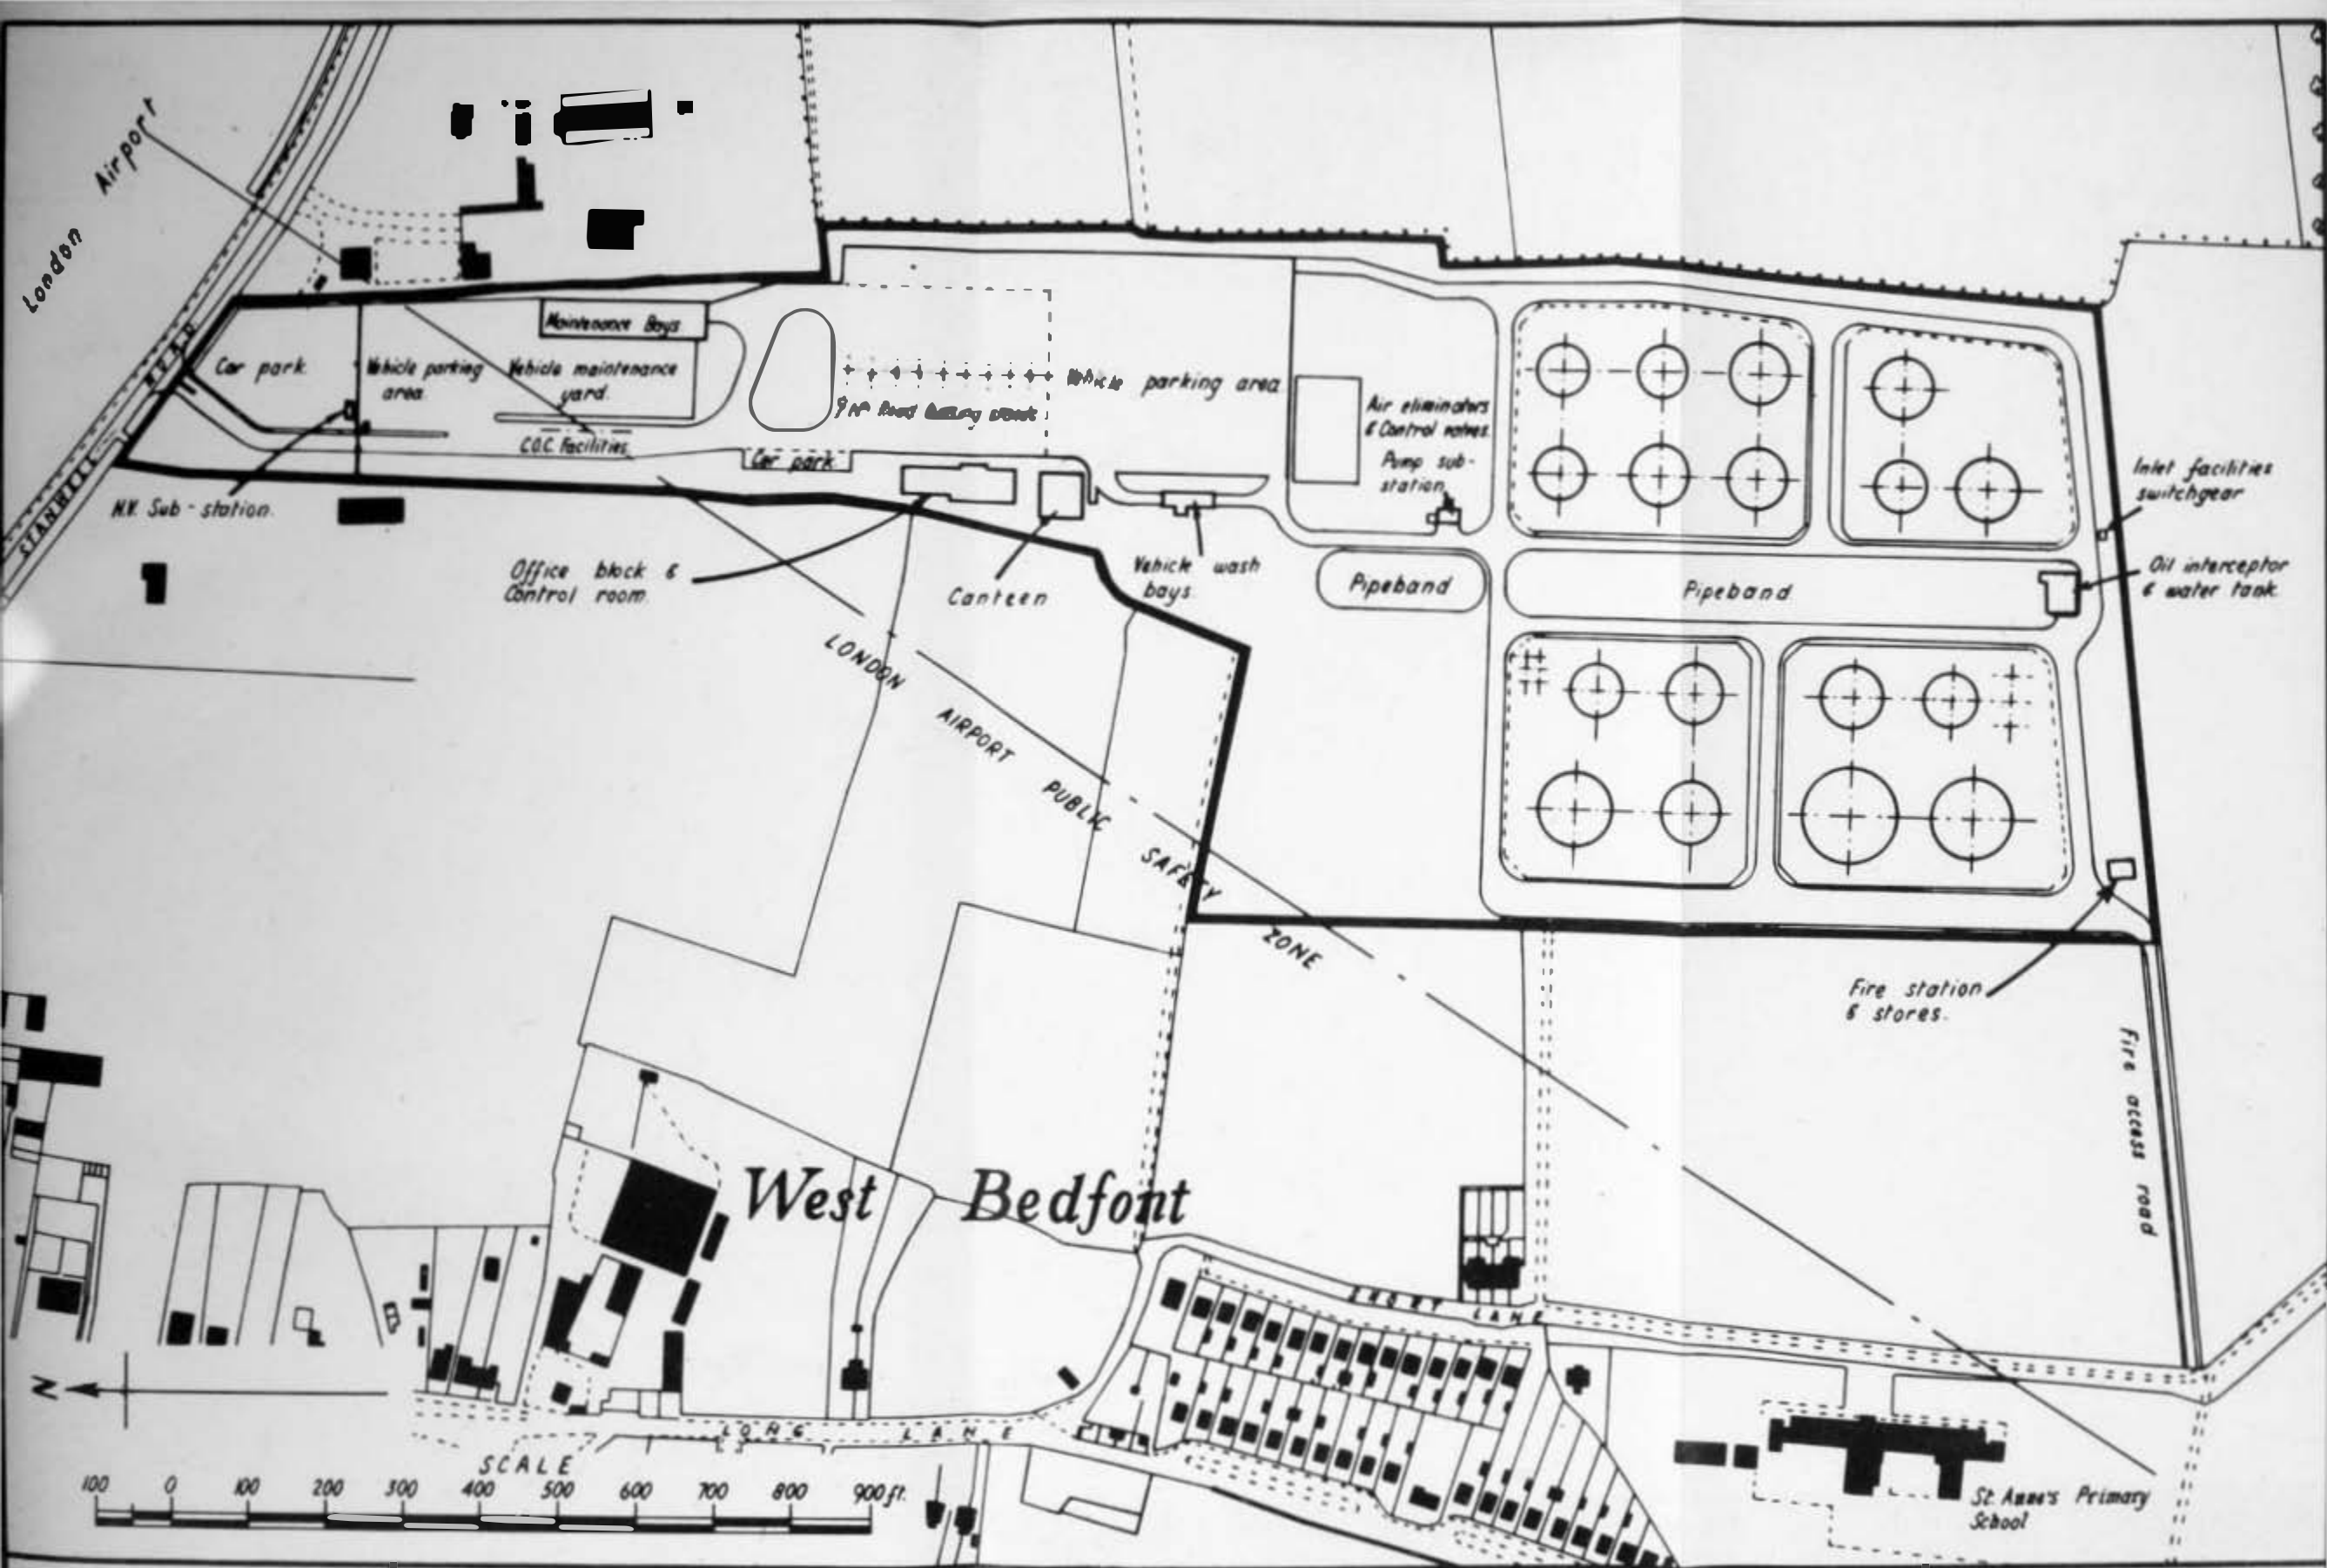 London Airport
STANWELL ROAD
Car park
Vehicle parking
area.
Maintenance Bays
Vehicle maintenance
yard.
C.O.C. Facilities.
Car park
Vehicle parking area
Air eliminators
& Control valves.
Pump sub-
station.
Inlet facilities
switchgear
Oil interceptor
& water tank.
H.V. Sub-station.
Office block &
Control room.
Canteen
Vehicle wash
bays.
Pipeband
Pipeband
LONDON AIRPORT PUBLIC SAFETY ZONE
Fire station
& stores.
Fire access road
West Bedfont
SHORT LANE
LONG LANE
N
SCALE
100 0 100 200 300 400 500 600 700 800 900 ft.
St. Anne's Primary
School